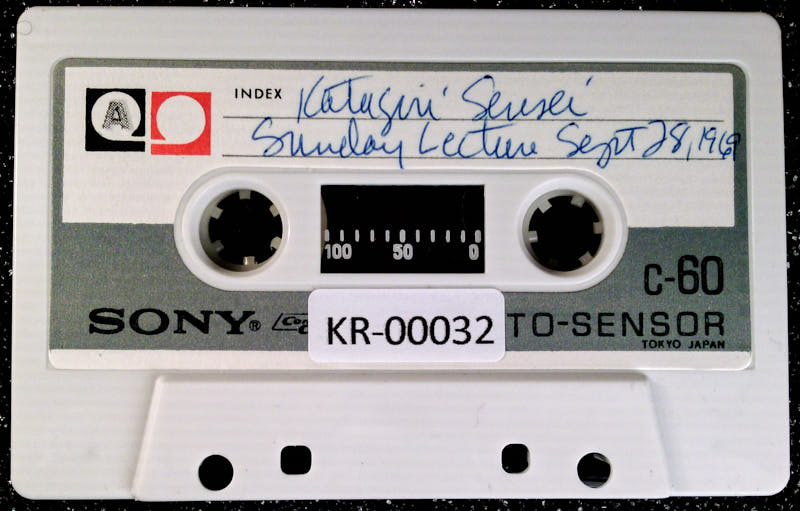 A
INDEX Katagiri Sensei
Sunday Lecture Sept 28, 1969
100 50 0
C-60
SONY® TO-SENSOR
KR-00032
TOKYO JAPAN